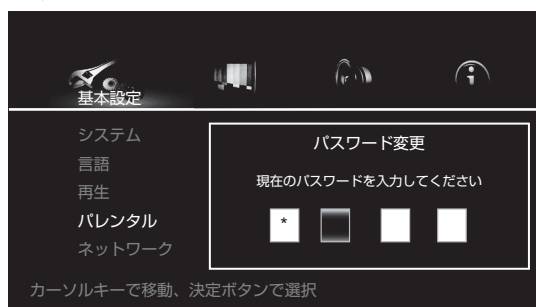 基本設定
システム
言語
再生
パレンタル
ネットワーク
パスワード変更
現在のパスワードを入力してください
*
カーソルキーで移動、決定ボタンで選択